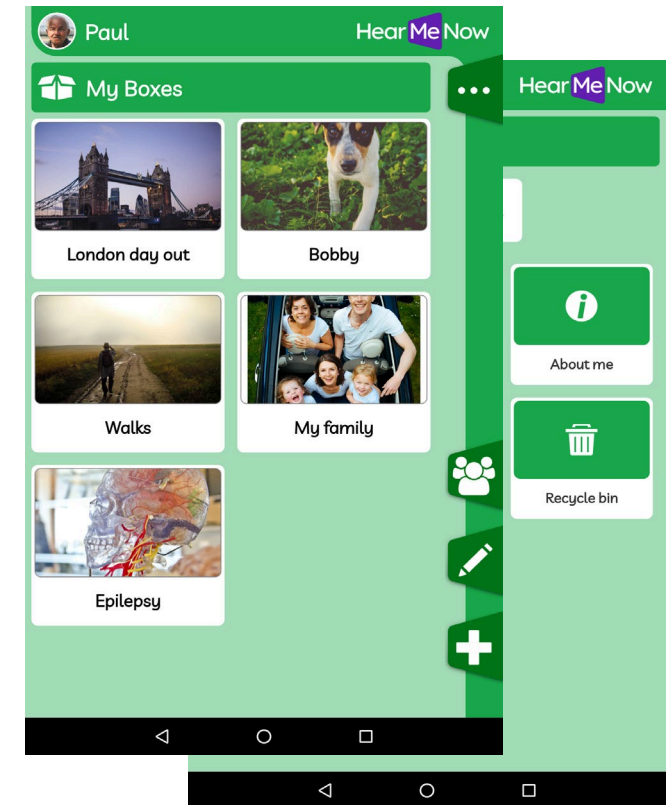 Paul
HearMeNow
My Boxes
HearMeNow
London day out
Bobby
About me
Walks
My family
Recycle bin
Epilepsy